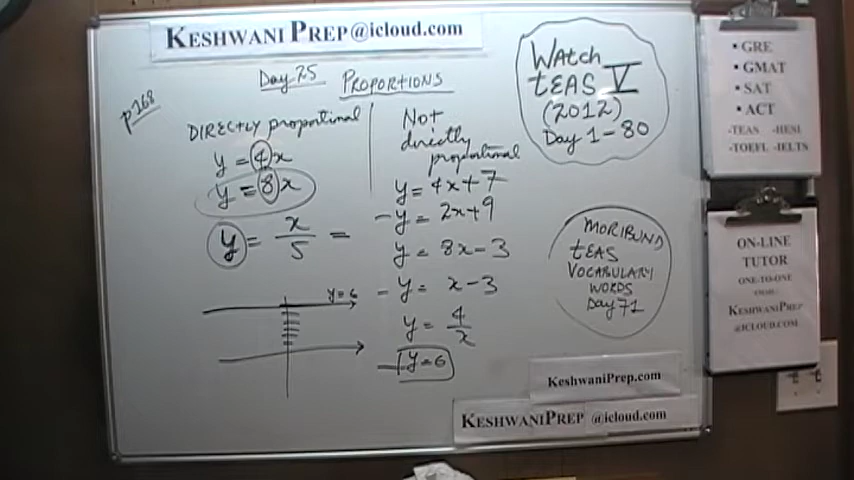 KESHWANI PREP@icloud.com
Day 25 PROPORTIONS
p168
DIRECTLY proportional
y = 4x
y = 8x
y = x/5 =
y=6
Not
directly
proportional
y = 4x+7
y = 2x+9
y = 8x-3
y = x-3
y = 4/x
y=6
WAtch
tEAS V
(2012)
Day 1-80
MORIBUND
tEAS
VOCABULARY
WORDS
Day 71
KESHWANIPREP.COM
KESHWANIPREP @icloud.com
• GRE
• GMAT
• SAT
• ACT
-TEAS -HESI
-TOEFL -IELTS
ON-LINE
TUTOR
ONE-TO-ONE
KESHWANIPREP
@ICLOUD.COM